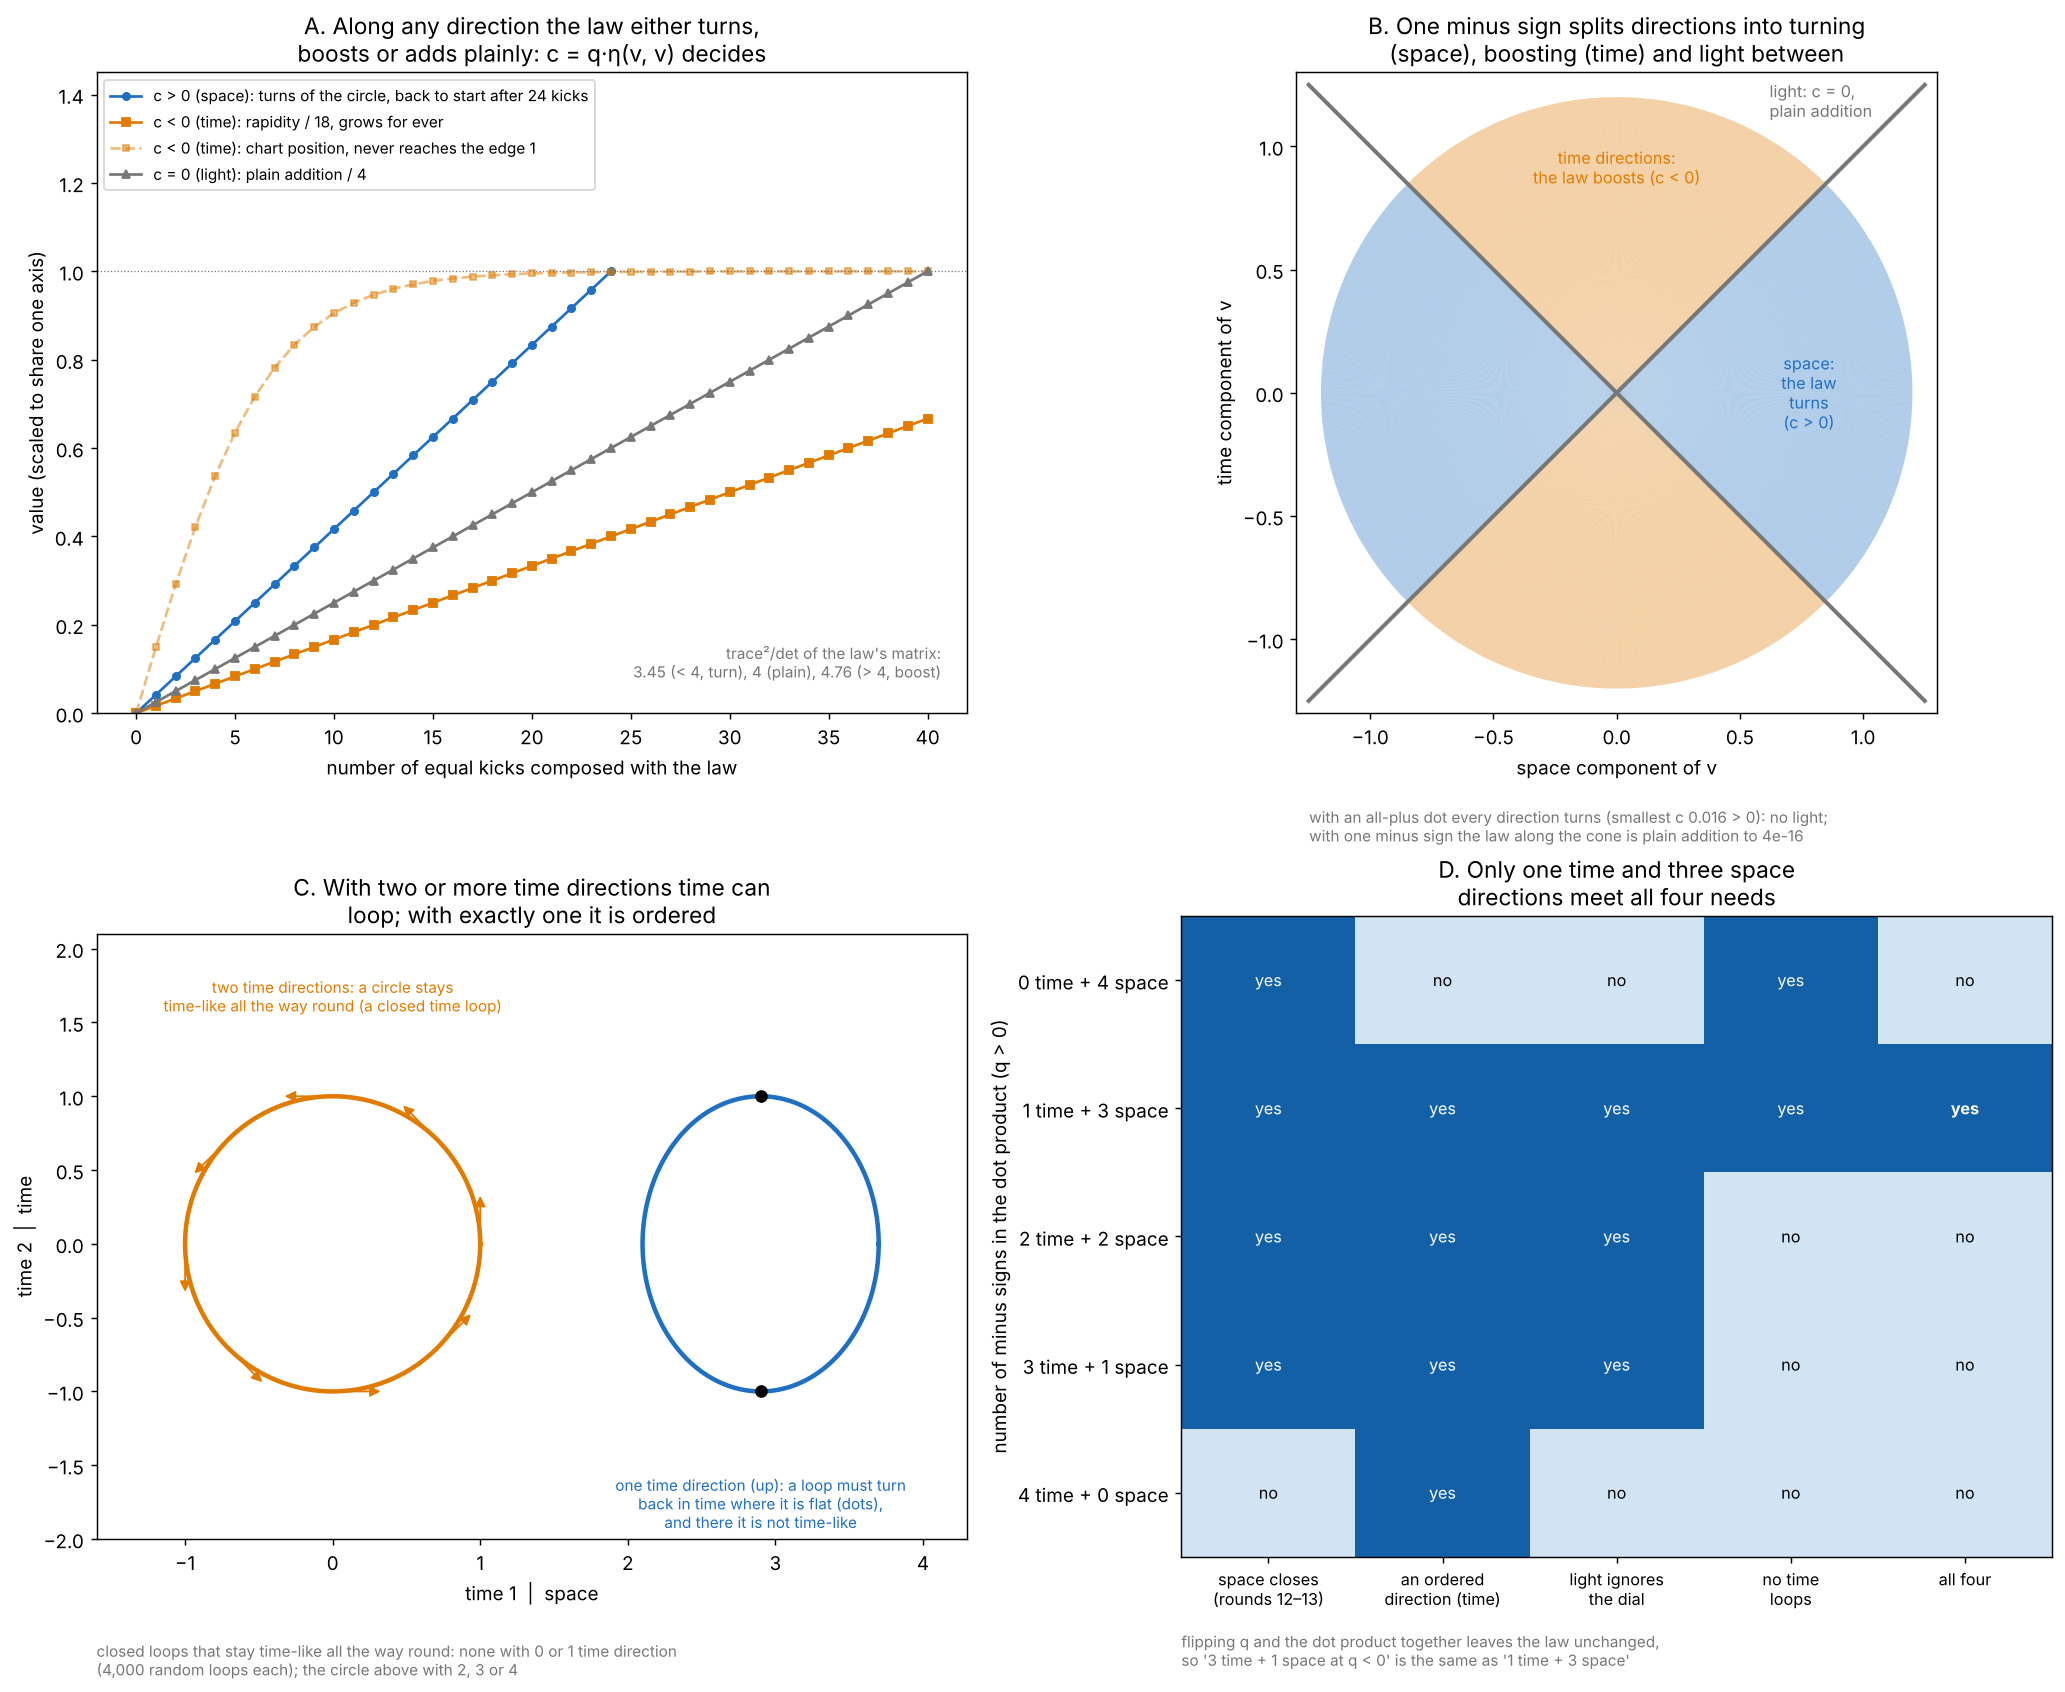 A. Along any direction the law either turns,
boosts or adds plainly: c = q·η(v, v) decides
c > 0 (space): turns of the circle, back to start after 24 kicks
c < 0 (time): rapidity / 18, grows for ever
c < 0 (time): chart position, never reaches the edge 1
c = 0 (light): plain addition / 4
value (scaled to share one axis)
1.4
1.2
1.0
0.8
0.6
0.4
0.2
0.0
trace²/det of the law's matrix:
3.45 (< 4, turn), 4 (plain), 4.76 (> 4, boost)
0 5 10 15 20 25 30 35 40
number of equal kicks composed with the law
B. One minus sign splits directions into turning
(space), boosting (time) and light between
light: c = 0,
plain addition
time directions:
the law boosts (c < 0)
space:
the law
turns
(c > 0)
time component of v
1.0
0.5
0.0
−0.5
−1.0
−1.0 −0.5 0.0 0.5 1.0
space component of v
with an all-plus dot every direction turns (smallest c 0.016 > 0): no light;
with one minus sign the law along the cone is plain addition to 4e-16
C. With two or more time directions time can
loop; with exactly one it is ordered
two time directions: a circle stays
time-like all the way round (a closed time loop)
one time direction (up): a loop must turn
back in time where it is flat (dots),
and there it is not time-like
time 2 | time
2.0
1.5
1.0
0.5
0.0
−0.5
−1.0
−1.5
−2.0
−1 0 1 2 3 4
time 1 | space
closed loops that stay time-like all the way round: none with 0 or 1 time direction
(4,000 random loops each); the circle above with 2, 3 or 4
D. Only one time and three space
directions meet all four needs
number of minus signs in the dot product (q > 0)
0 time + 4 space yes no no yes no
1 time + 3 space yes yes yes yes yes
2 time + 2 space yes yes yes no no
3 time + 1 space yes yes yes no no
4 time + 0 space no yes no no no
space closes
(rounds 12–13)
an ordered
direction (time)
light ignores
the dial
no time
loops
all four
flipping q and the dot product together leaves the law unchanged,
so '3 time + 1 space at q < 0' is the same as '1 time + 3 space'